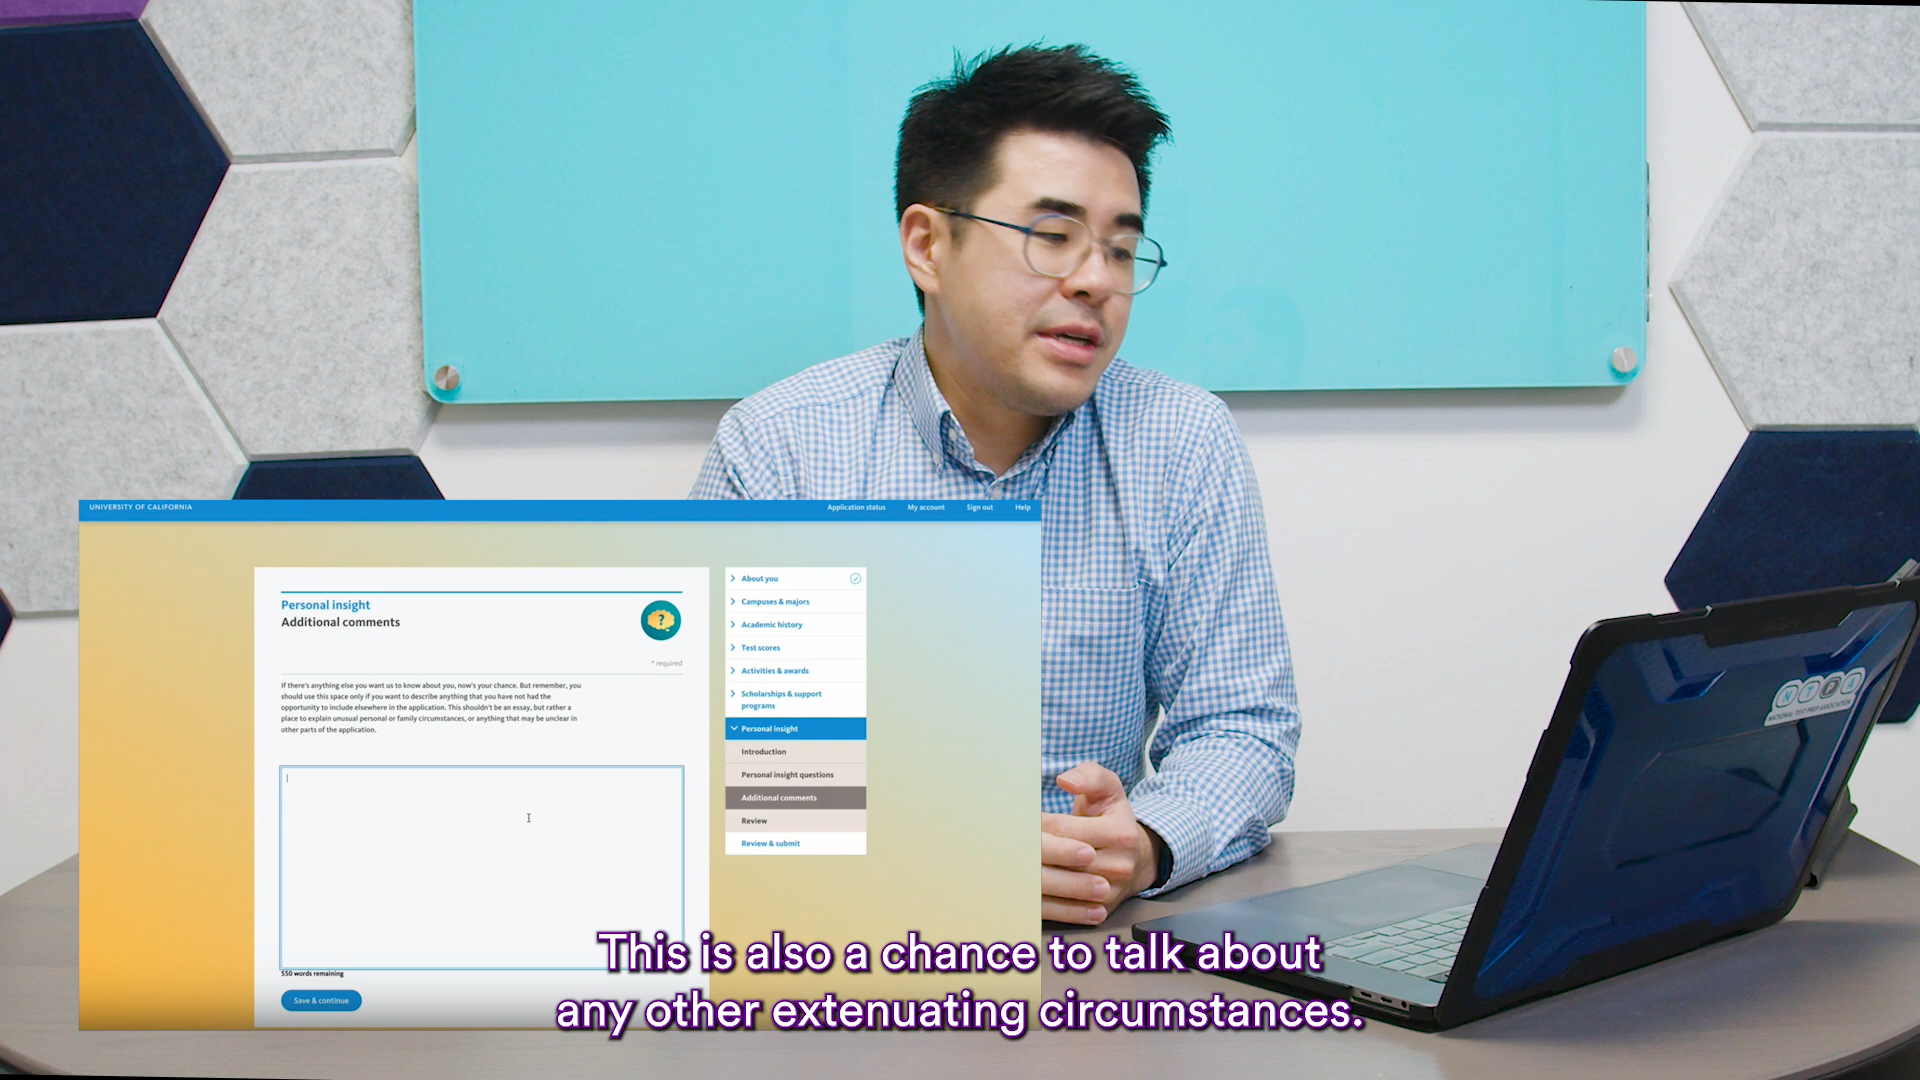 UNIVERSITY OF CALIFORNIA
Application status
My account
Sign out
Help
Personal insight
Additional comments
?
* required
If there's anything else you want us to know about you, now's your chance. But remember, you
should use this space only if you want to describe anything that you have not had the
opportunity to include elsewhere in the application. This shouldn't be an essay, but rather a
place to explain unusual personal or family circumstances, or anything that may be unclear in
other parts of the application.
550 words remaining
Save & continue
About you
Campuses & majors
Academic history
Test scores
Activities & awards
Scholarships & support
programs
Personal insight
Introduction
Personal insight questions
Additional comments
Review
Review & submit
N T P A
NATIONAL TEST PREP ASSOCIATION
This is also a chance to talk about
any other extenuating circumstances.